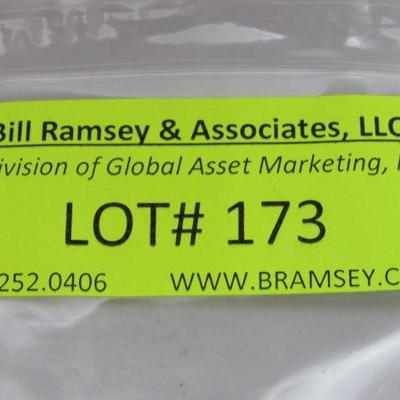 Bill Ramsey & Associates, LLC
ivision of Global Asset Marketing,
LOT# 173
252.0406 WWW.BRAMSEY.C